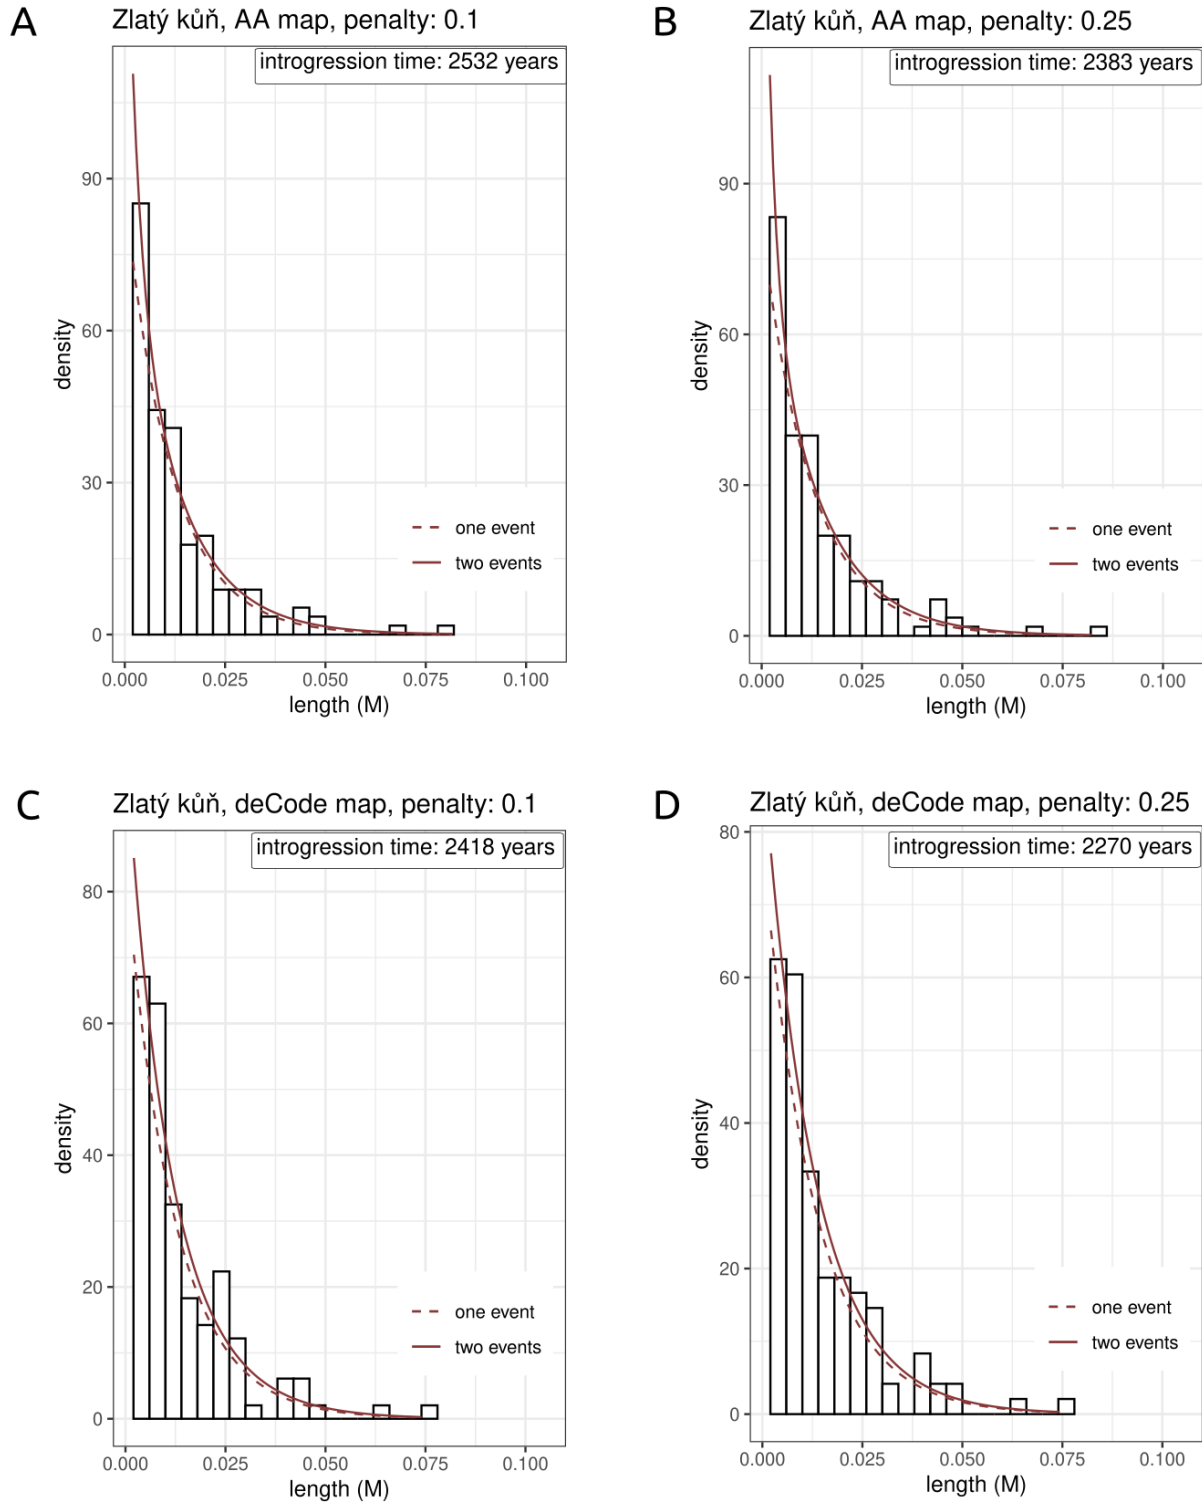 A
Zlatý kůň, AA map, penalty: 0.1
introgression time: 2532 years
90
60
30
0
density
one event
two events
0.000 0.025 0.050 0.075 0.100
length (M)
B
Zlatý kůň, AA map, penalty: 0.25
introgression time: 2383 years
90
60
30
0
density
one event
two events
0.000 0.025 0.050 0.075 0.100
length (M)
C
Zlatý kůň, deCode map, penalty: 0.1
introgression time: 2418 years
80
60
40
20
0
density
one event
two events
0.000 0.025 0.050 0.075 0.100
length (M)
D
Zlatý kůň, deCode map, penalty: 0.25
introgression time: 2270 years
80
60
40
20
0
density
one event
two events
0.000 0.025 0.050 0.075 0.100
length (M)